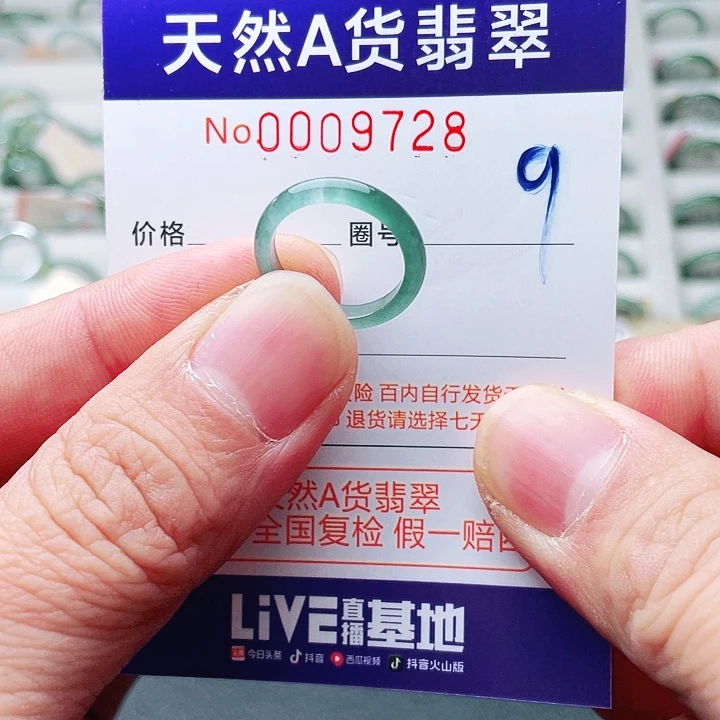 天然A货翡翠
No.0009728
价格 圈号 9
险 百内自行发货
退货请选择七天
然A货翡翠
全国复检 假一赔
LiVE直播基地
今日头条 抖音 西瓜视频 抖音火山版